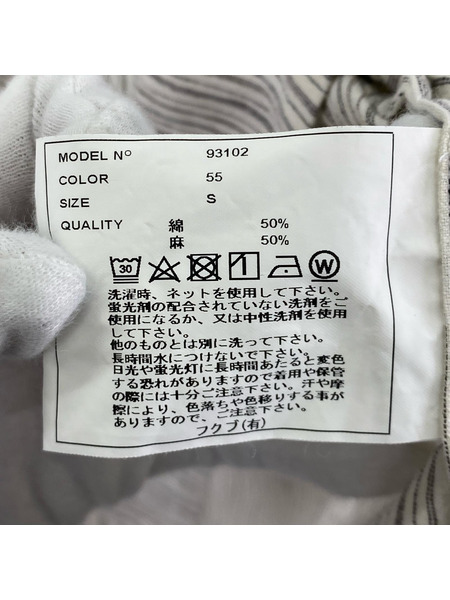 MODEL Nº 93102
COLOR 55
SIZE S
QUALITY 綿 50%
麻 50%
30 W
洗濯時、ネットを使用して下さい。
蛍光剤の配合されていない洗剤をご
使用になるか、又は中性洗剤を使用
して下さい。
他のものとは別に洗って下さい。
長時間水につけないで下さい。
日光や蛍光灯に長時間あたると変色
する恐れがありますので着用や保管
の際には十分ご注意下さい。汗や摩
擦により、色落ちや色移りする事が
ありますので、ご注意下さい。
フクブ(有)